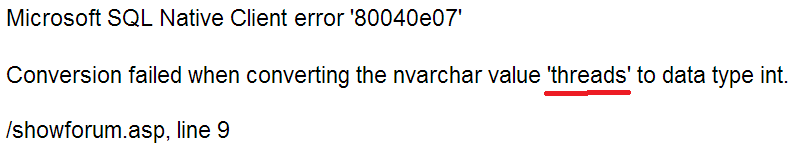 Microsoft SQL Native Client error '80040e07'
Conversion failed when converting the nvarchar value 'threads' to data type int.
/showforum.asp, line 9